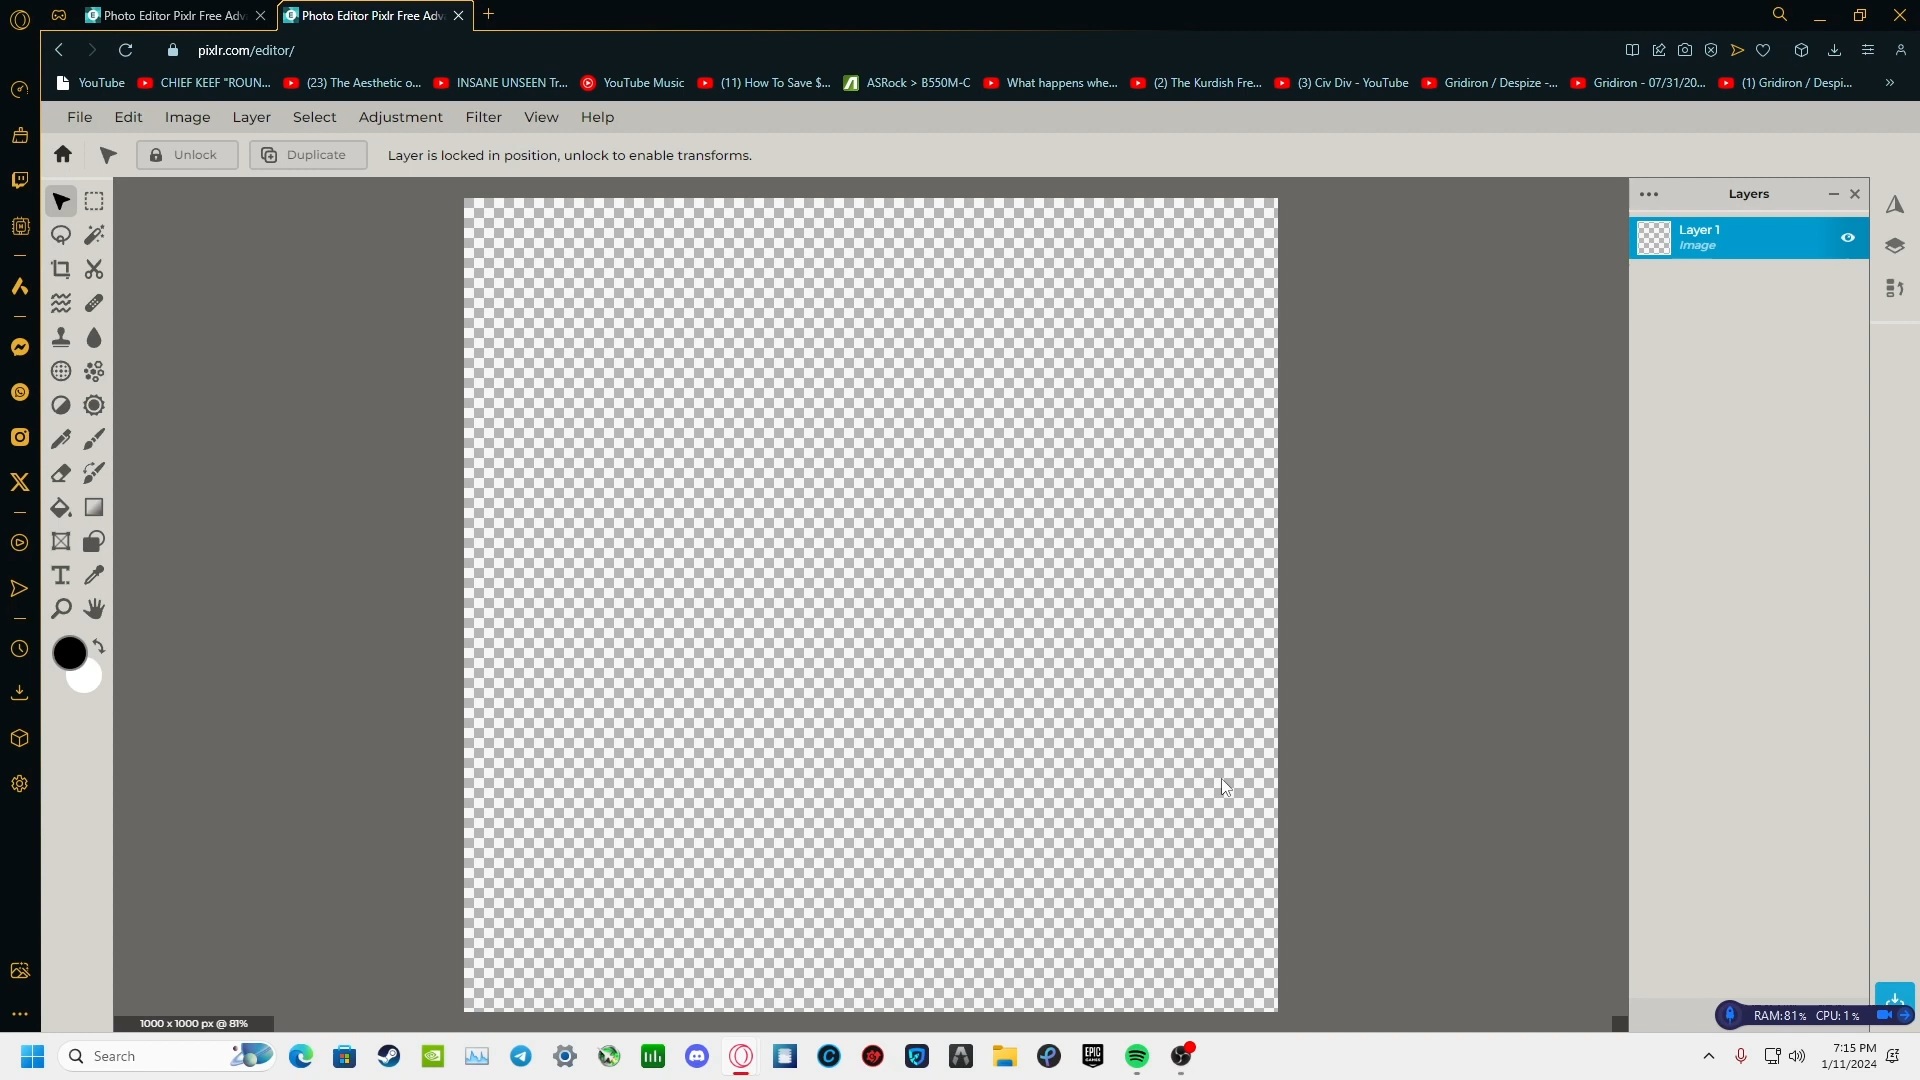 Photo Editor Pixlr Free Adv
Photo Editor Pixlr Free Adv
pixlr.com/editor/
YouTube
CHIEF KEEF "ROUN...
(23) The Aesthetic o...
INSANE UNSEEN Tr...
YouTube Music
(11) How To Save $...
ASRock > B550M-C
What happens whe...
(2) The Kurdish Fre...
(3) Civ Div - YouTube
Gridiron / Despize -...
Gridiron - 07/31/20...
(1) Gridiron / Despi...
File Edit Image Layer Select Adjustment Filter View Help
Unlock
Duplicate
Layer is locked in position, unlock to enable transforms.
Layers
Layer 1
Image
1000 x 1000 px @ 81%
RAM:81% CPU: 1%
Search
EPIC GAMES
7:15 PM
1/11/2024